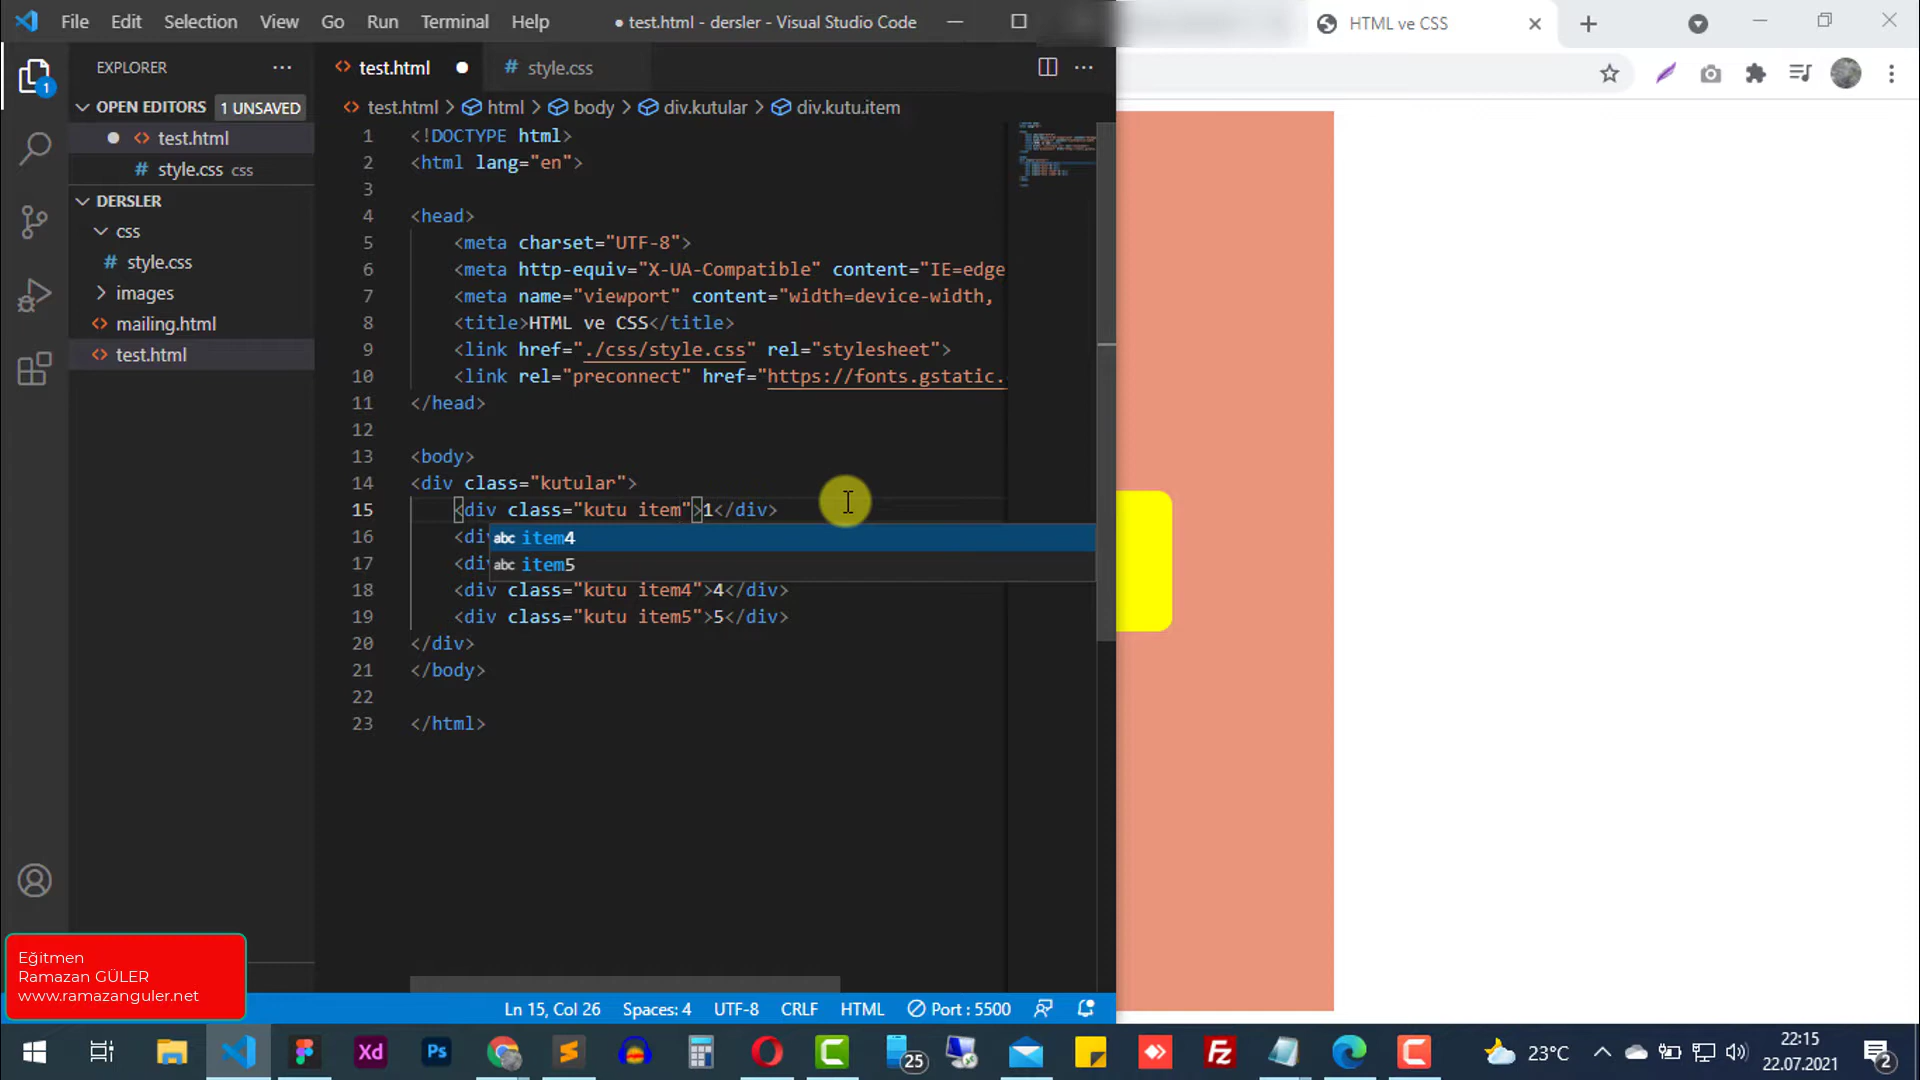 File Edit Selection View Go Run Terminal Help ● test.html - dersler - Visual Studio Code
HTML ve CSS
EXPLORER
test.html
# style.css
OPEN EDITORS 1 UNSAVED
test.html > html > body > div.kutular > div.kutu.item
test.html
# style.css css
DERSLER
css
# style.css
images
mailing.html
test.html
1 <!DOCTYPE html>
2 <html lang="en">
3
4 <head>
5 <meta charset="UTF-8">
6 <meta http-equiv="X-UA-Compatible" content="IE=edge
7 <meta name="viewport" content="width=device-width,
8 <title>HTML ve CSS</title>
9 <link href="./css/style.css" rel="stylesheet">
10 <link rel="preconnect" href="https://fonts.gstatic.
11 </head>
12
13 <body>
14 <div class="kutular">
15 <div class="kutu item">1</div>
16 <di
abc item4
17 <di
abc item5
18 <div class="kutu item4">4</div>
19 <div class="kutu item5">5</div>
20 </div>
21 </body>
22
23 </html>
1
Eğitmen
Ramazan GÜLER
www.ramazanguler.net
Ln 15, Col 26 Spaces: 4 UTF-8 CRLF HTML Port : 5500
Xd
Ps
25
Fz
23°C
22:15
22.07.2021
2